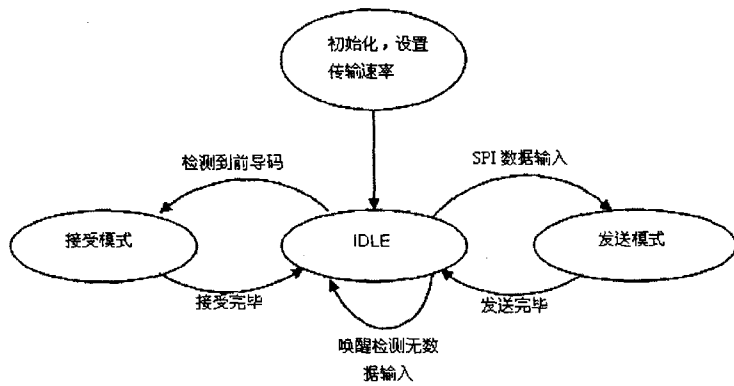 初始化，设置
传输速率
检测到前导码
SPI 数据输入
接受模式
IDLE
发送模式
接受完毕
发送完毕
唤醒检测无数
据输入